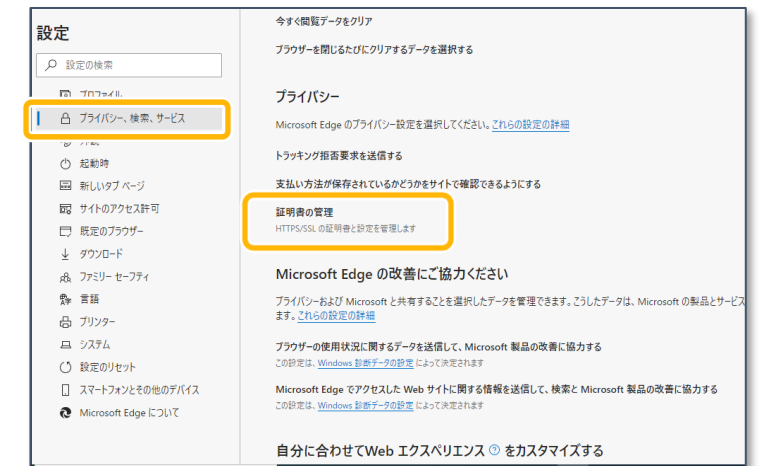 設定
設定の検索
プロファイル
プライバシー、検索、サービス
外観
起動時
新しいタブ ページ
サイトのアクセス許可
既定のブラウザー
ダウンロード
ファミリー セーフティ
言語
プリンター
システム
設定のリセット
スマートフォンとその他のデバイス
Microsoft Edge について
今すぐ閲覧データをクリア
ブラウザーを閉じるたびにクリアするデータを選択する
プライバシー
Microsoft Edge のプライバシー設定を選択してください。これらの設定の詳細
トラッキング拒否要求を送信する
支払い方法が保存されているかどうかをサイトで確認できるようにする
証明書の管理
HTTPS/SSL の証明書と設定を管理します
Microsoft Edge の改善にご協力ください
プライバシーおよび Microsoft と共有することを選択したデータを管理できます。こうしたデータは、Microsoft の製品とサービス
ます。これらの設定の詳細
ブラウザーの使用状況に関するデータを送信して、Microsoft 製品の改善に協力する
この設定は、Windows 診断データの設定 によって決定されます
Microsoft Edge でアクセスした Web サイトに関する情報を送信して、検索と Microsoft 製品の改善に協力する
この設定は、Windows 診断データの設定 によって決定されます
自分に合わせてWeb エクスペリエンス ? をカスタマイズする